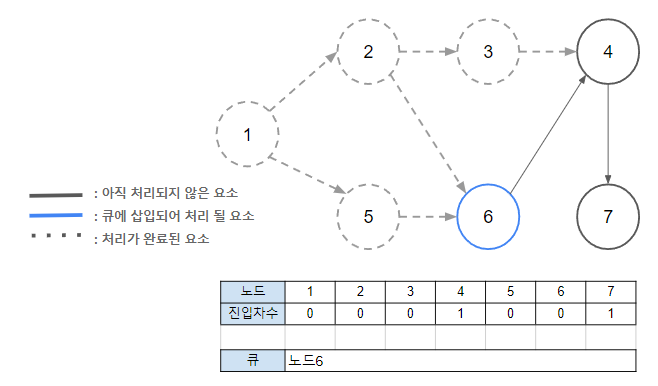 2
3
4
1
5
6
7
: 아직 처리되지 않은 요소
: 큐에 삽입되어 처리 될 요소
: 처리가 완료된 요소
노드 1 2 3 4 5 6 7
진입차수 0 0 0 1 0 0 1
큐 노드6